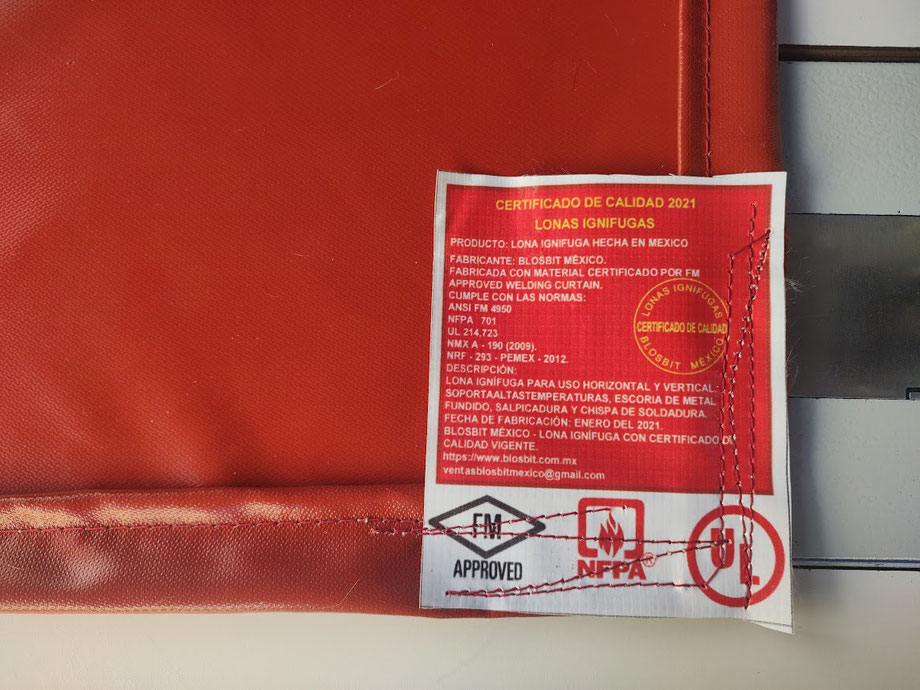 CERTIFICADO DE CALIDAD 2021
LONAS IGNIFUGAS
PRODUCTO: LONA IGNIFUGA HECHA EN MEXICO
FABRICANTE: BLOSBIT MÉXICO.
FABRICADA CON MATERIAL CERTIFICADO POR FM
APPROVED WELDING CURTAIN.
CUMPLE CON LAS NORMAS:
ANSI FM 4950
NFPA 701
UL 214,723
NMX A - 190 (2009).
NRF - 293 - PEMEX - 2012.
DESCRIPCIÓN:
LONA IGNÍFUGA PARA USO HORIZONTAL Y VERTICAL:
SOPORTAALTASTEMPERATURAS, ESCORIA DE METAL
FUNDIDO, SALPICADURA Y CHISPA DE SOLDADURA.
FECHA DE FABRICACIÓN: ENERO DEL 2021.
BLOSBIT MÉXICO - LONA IGNÍFUGA CON CERTIFICADO
CALIDAD VIGENTE.
https://www.blosbit.com.mx
ventasblosbitmexico@gmail.com
LONAS IGNIFUGAS
CERTIFICADO DE CALIDAD
BLOSBIT MÉXICO
FM
APPROVED
NFPA®
UL